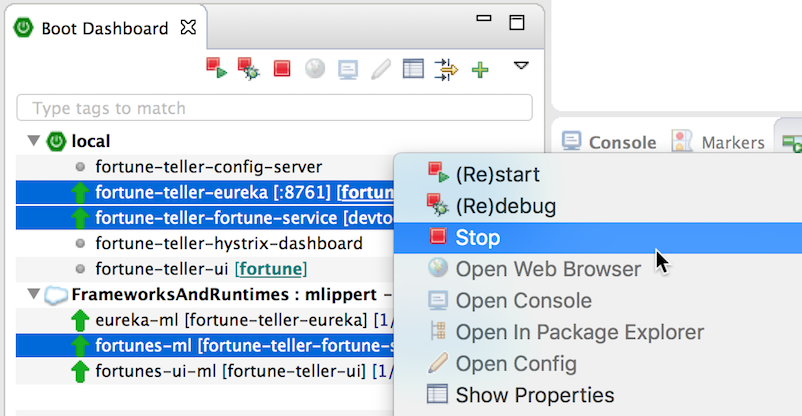 Boot Dashboard
Type tags to match
local
fortune-teller-config-server
fortune-teller-eureka [:8761] [fortun
fortune-teller-fortune-service [devto
fortune-teller-hystrix-dashboard
fortune-teller-ui [fortune]
FrameworksAndRuntimes : mlippert –
eureka-ml [fortune-teller-eureka] [1/
fortunes-ml [fortune-teller-fortune-s
fortunes-ui-ml [fortune-teller-ui] [1/
Console
Markers
(Re)start
(Re)debug
Stop
Open Web Browser
Open Console
Open In Package Explorer
Open Config
Show Properties